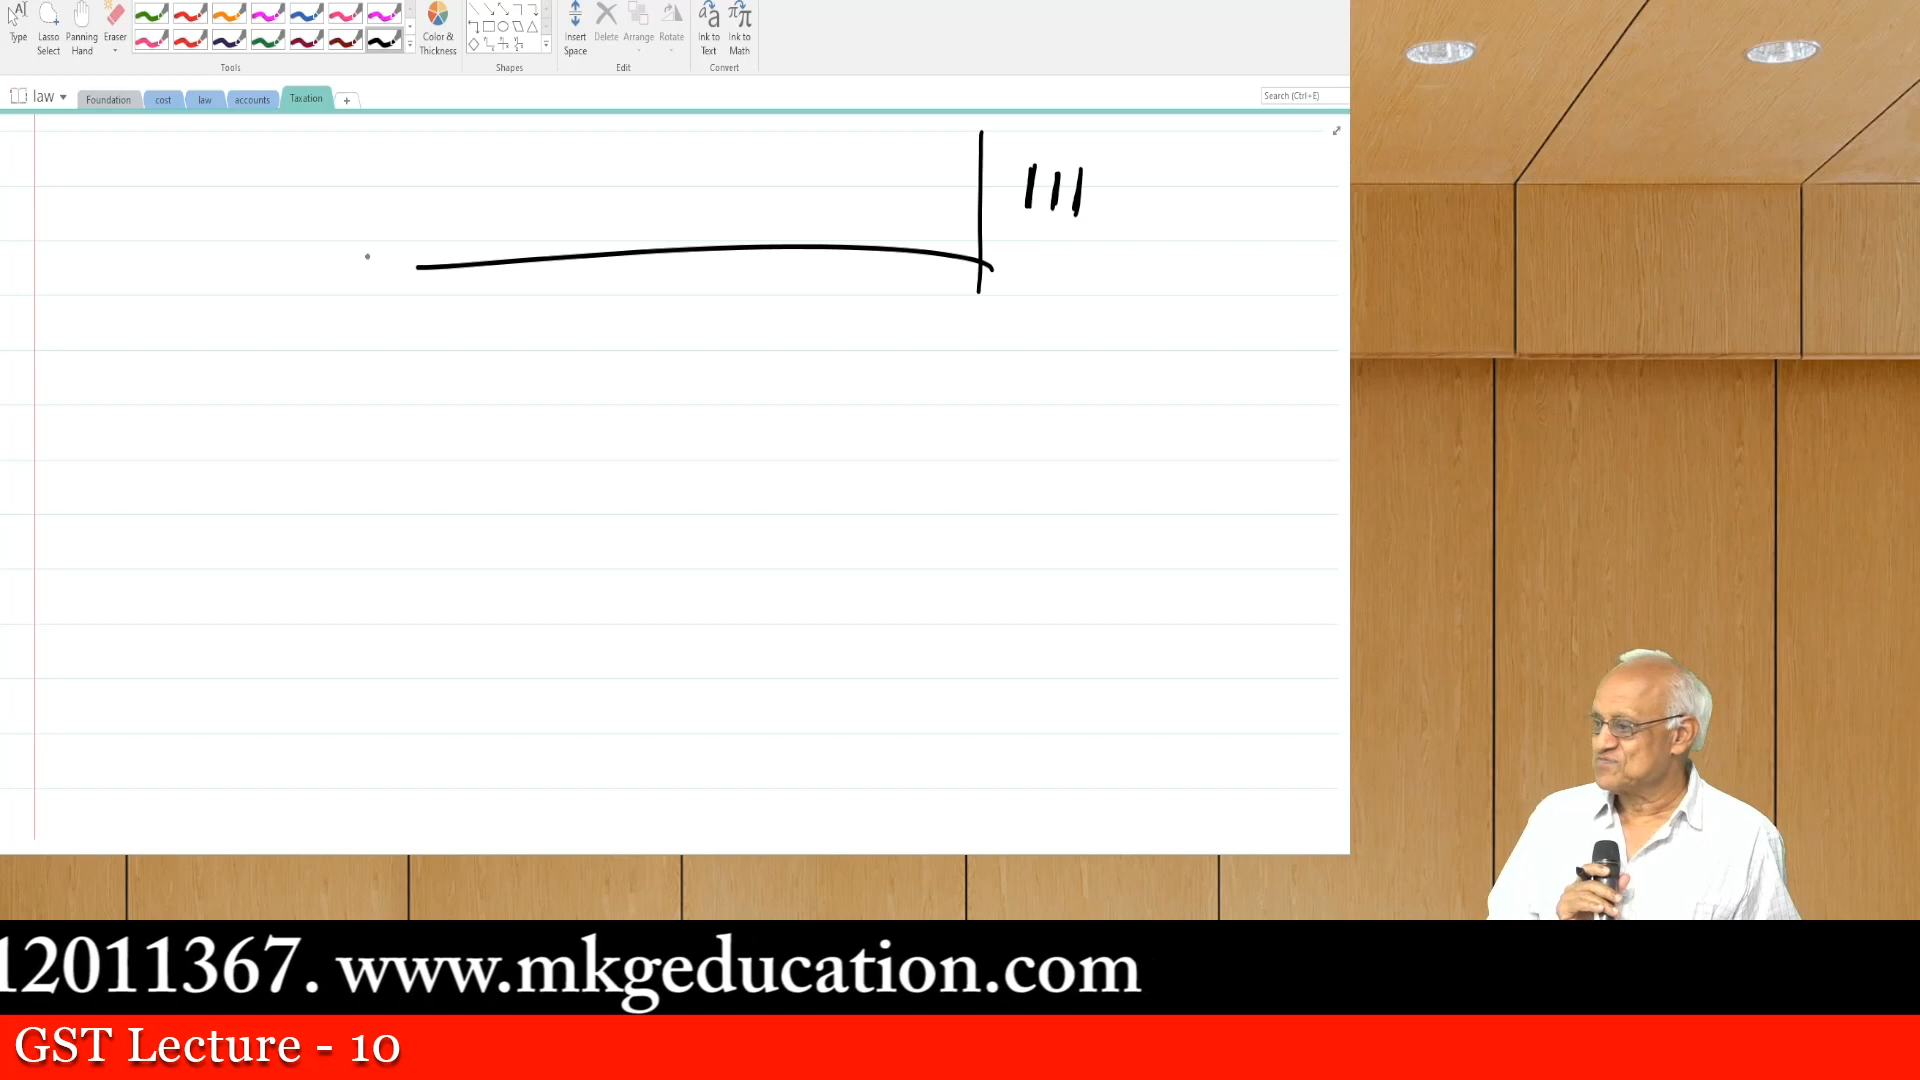 Type
Lasso Select
Panning Hand
Eraser
Color & Thickness
Insert Space
Delete
Arrange
Rotate
Ink to Text
Ink to Math
Tools
Shapes
Edit
Convert
law
Foundation
cost
law
accounts
Taxation
Search (Ctrl+E)
111
12011367. www.mkgeducation.com
GST Lecture - 10